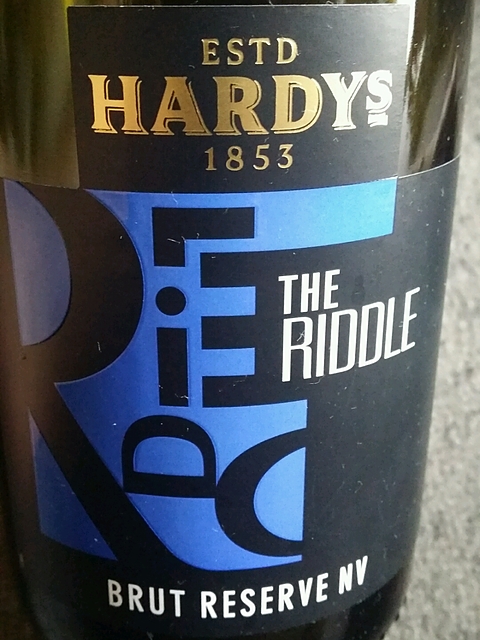 ESTD
HARDYS
1853
THE
RIDDLE
BRUT RESERVE NV